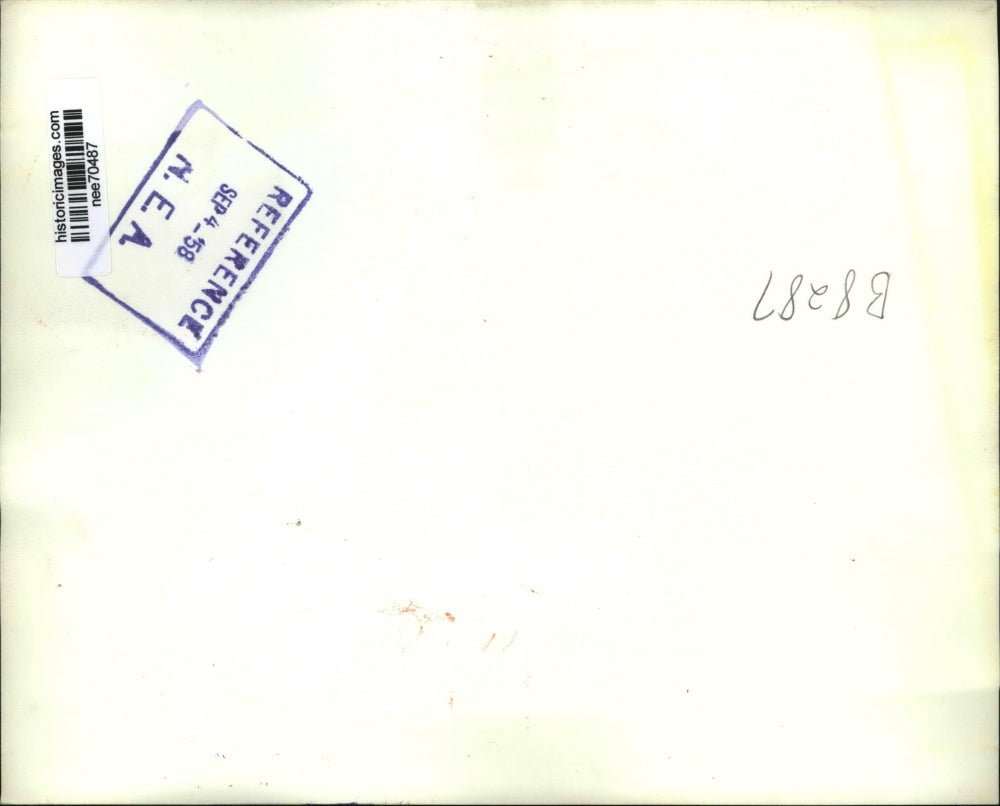 historicimages.com
nee70487
REFERENCE
SEP 4-'58
N. E. A.
B8287